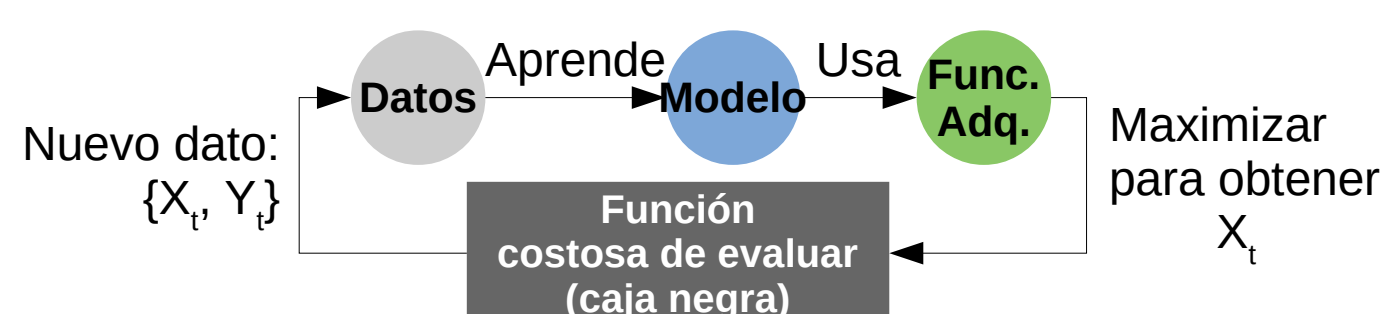 Datos
Aprende
Modelo
Usa
Func.
Adq.
Maximizar
para obtener
Xt
Función
costosa de evaluar
(caja negra)
Nuevo dato:
{Xt, Yt}